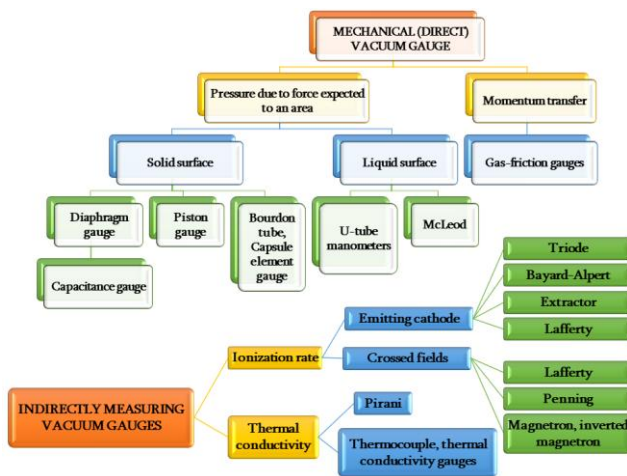 MECHANICAL (DIRECT)
VACUUM GAUGE
Pressure due to force expected
to an area
Momentum transfer
Solid surface
Liquid surface
Gas-friction gauges
Diaphragm
gauge
Piston
gauge
Bourdon
tube,
Capsule
element
gauge
U-tube
manometers
McLeod
Capacitance gauge
INDIRECTLY MEASURING
VACUUM GAUGES
Ionization rate
Emitting cathode
Triode
Bayard-Alpert
Extractor
Lafferty
Crossed fields
Lafferty
Penning
Magnetron, inverted
magnetron
Thermal
conductivity
Pirani
Thermocouple, thermal
conductivity gauges